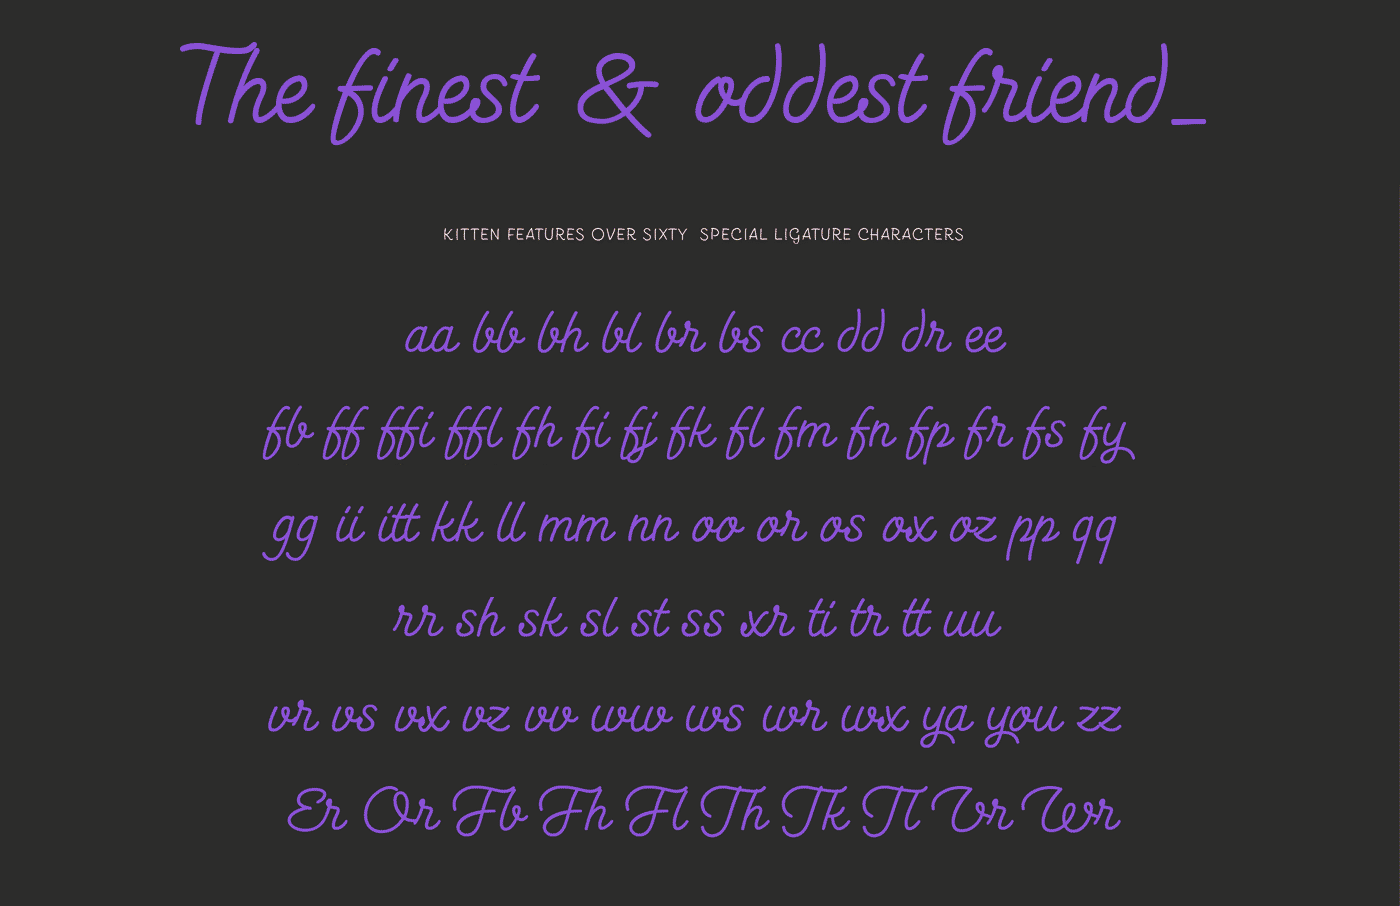 The finest & oddest friend_
KITTEN FEATURES OVER SIXTY SPECIAL LIGATURE CHARACTERS
aa bb bh bl br bs cc dd dr ee
fb ff ffi ffl fh fi fj fk fl fm fn fp fr fs fy
gg ii itt kk ll mm nn oo or os ox oz pp qq
rr sh sk sl st ss xr ti tr tt uu
vr vs vx vz vv ww ws wr wx ya you zz
Er Or Fb Fh Fl Th Tk Tl Vr Wr